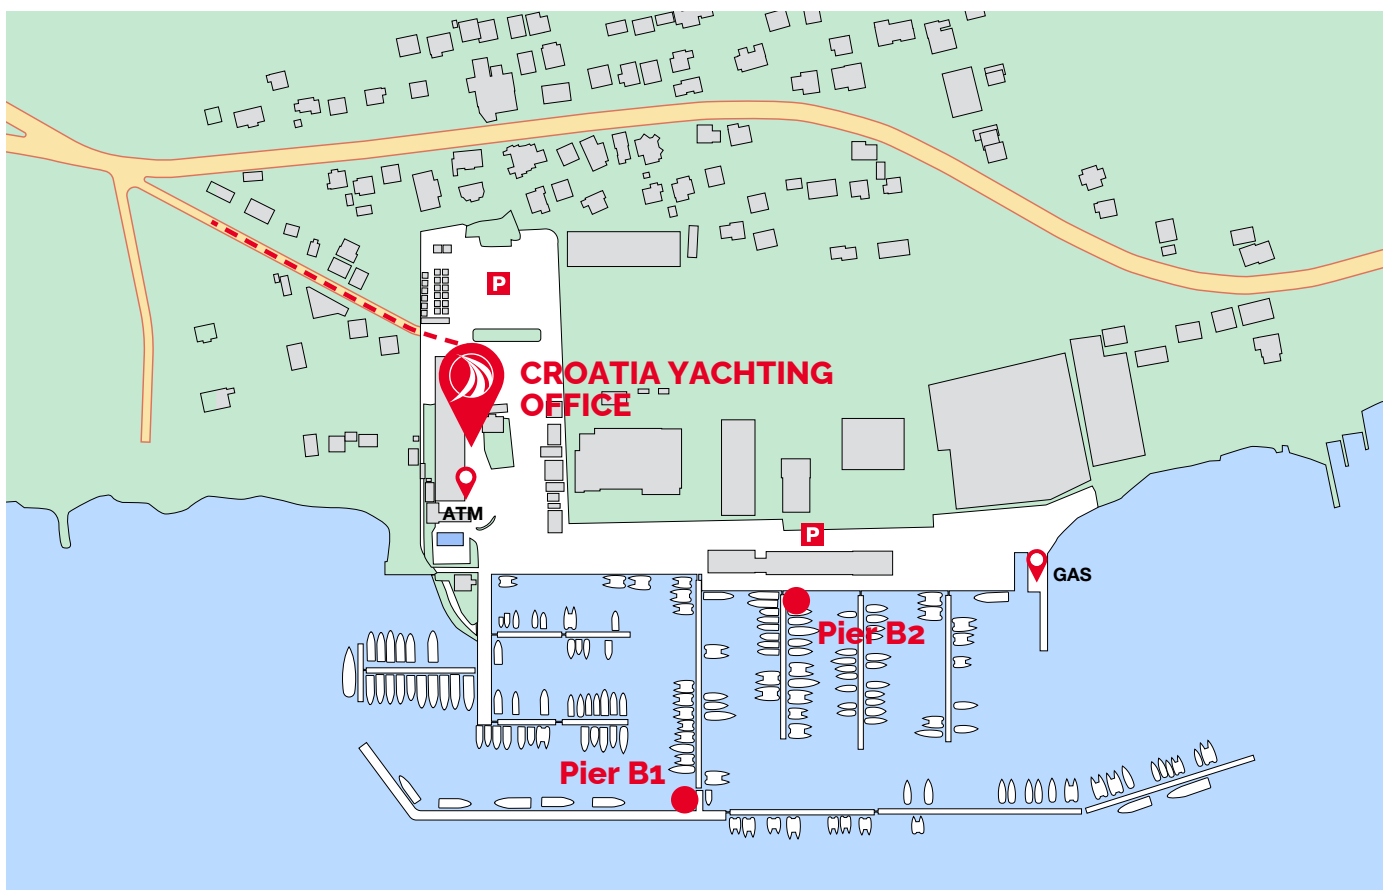 P
CROATIA YACHTING
OFFICE
ATM
P
GAS
Pier B2
Pier B1